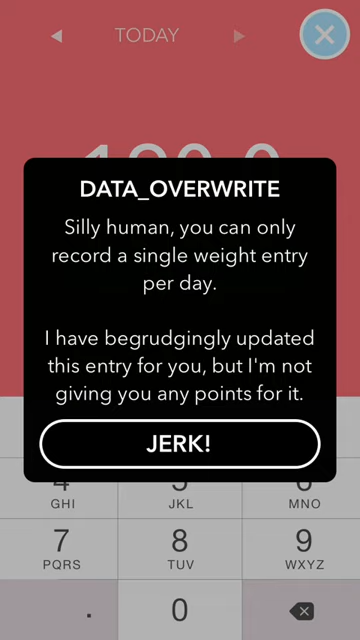 TODAY
DATA_OVERWRITE
Silly human, you can only
record a single weight entry
per day.
I have begrudgingly updated
this entry for you, but I'm not
giving you any points for it.
JERK!
GHI
JKL
MNO
7
8
9
PQRS
TUV
WXYZ
.
0